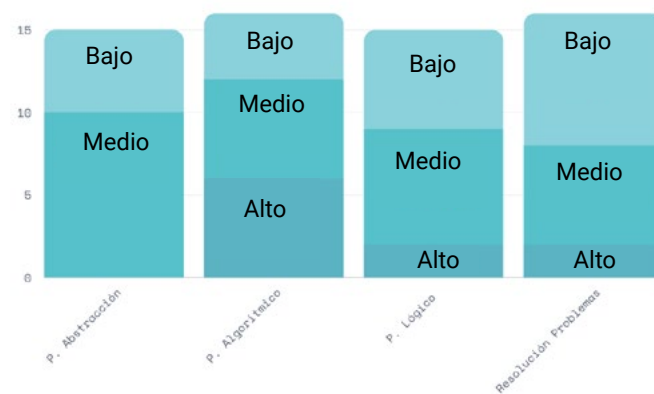 15
Bajo
Bajo
Bajo
Bajo
10
Medio
Medio
Medio
Medio
5
Alto
Alto
Alto
0
P. Abstracción
P. Algorítmico
P. Lógico
Resolución Problemas